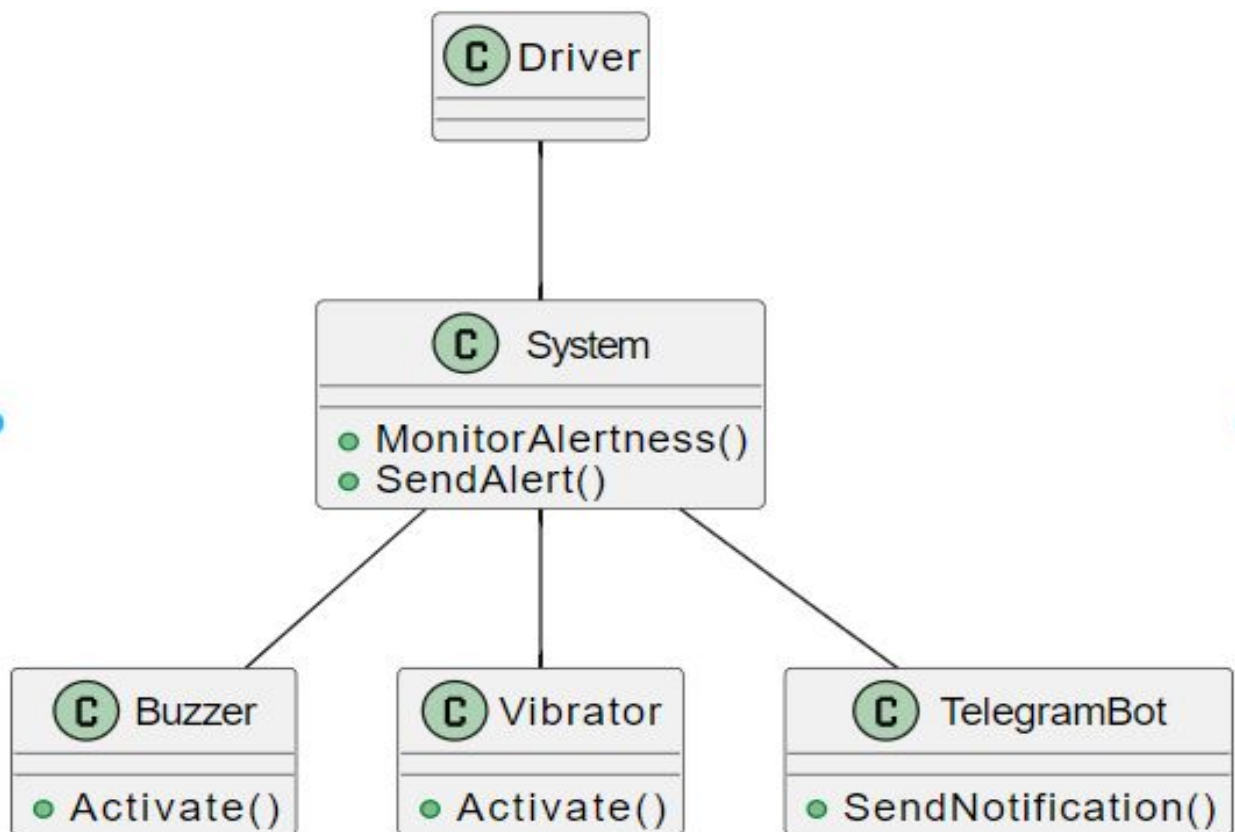 C Driver
C System
MonitorAlertness()
SendAlert()
C Buzzer
Activate()
C Vibrator
Activate()
C TelegramBot
SendNotification()